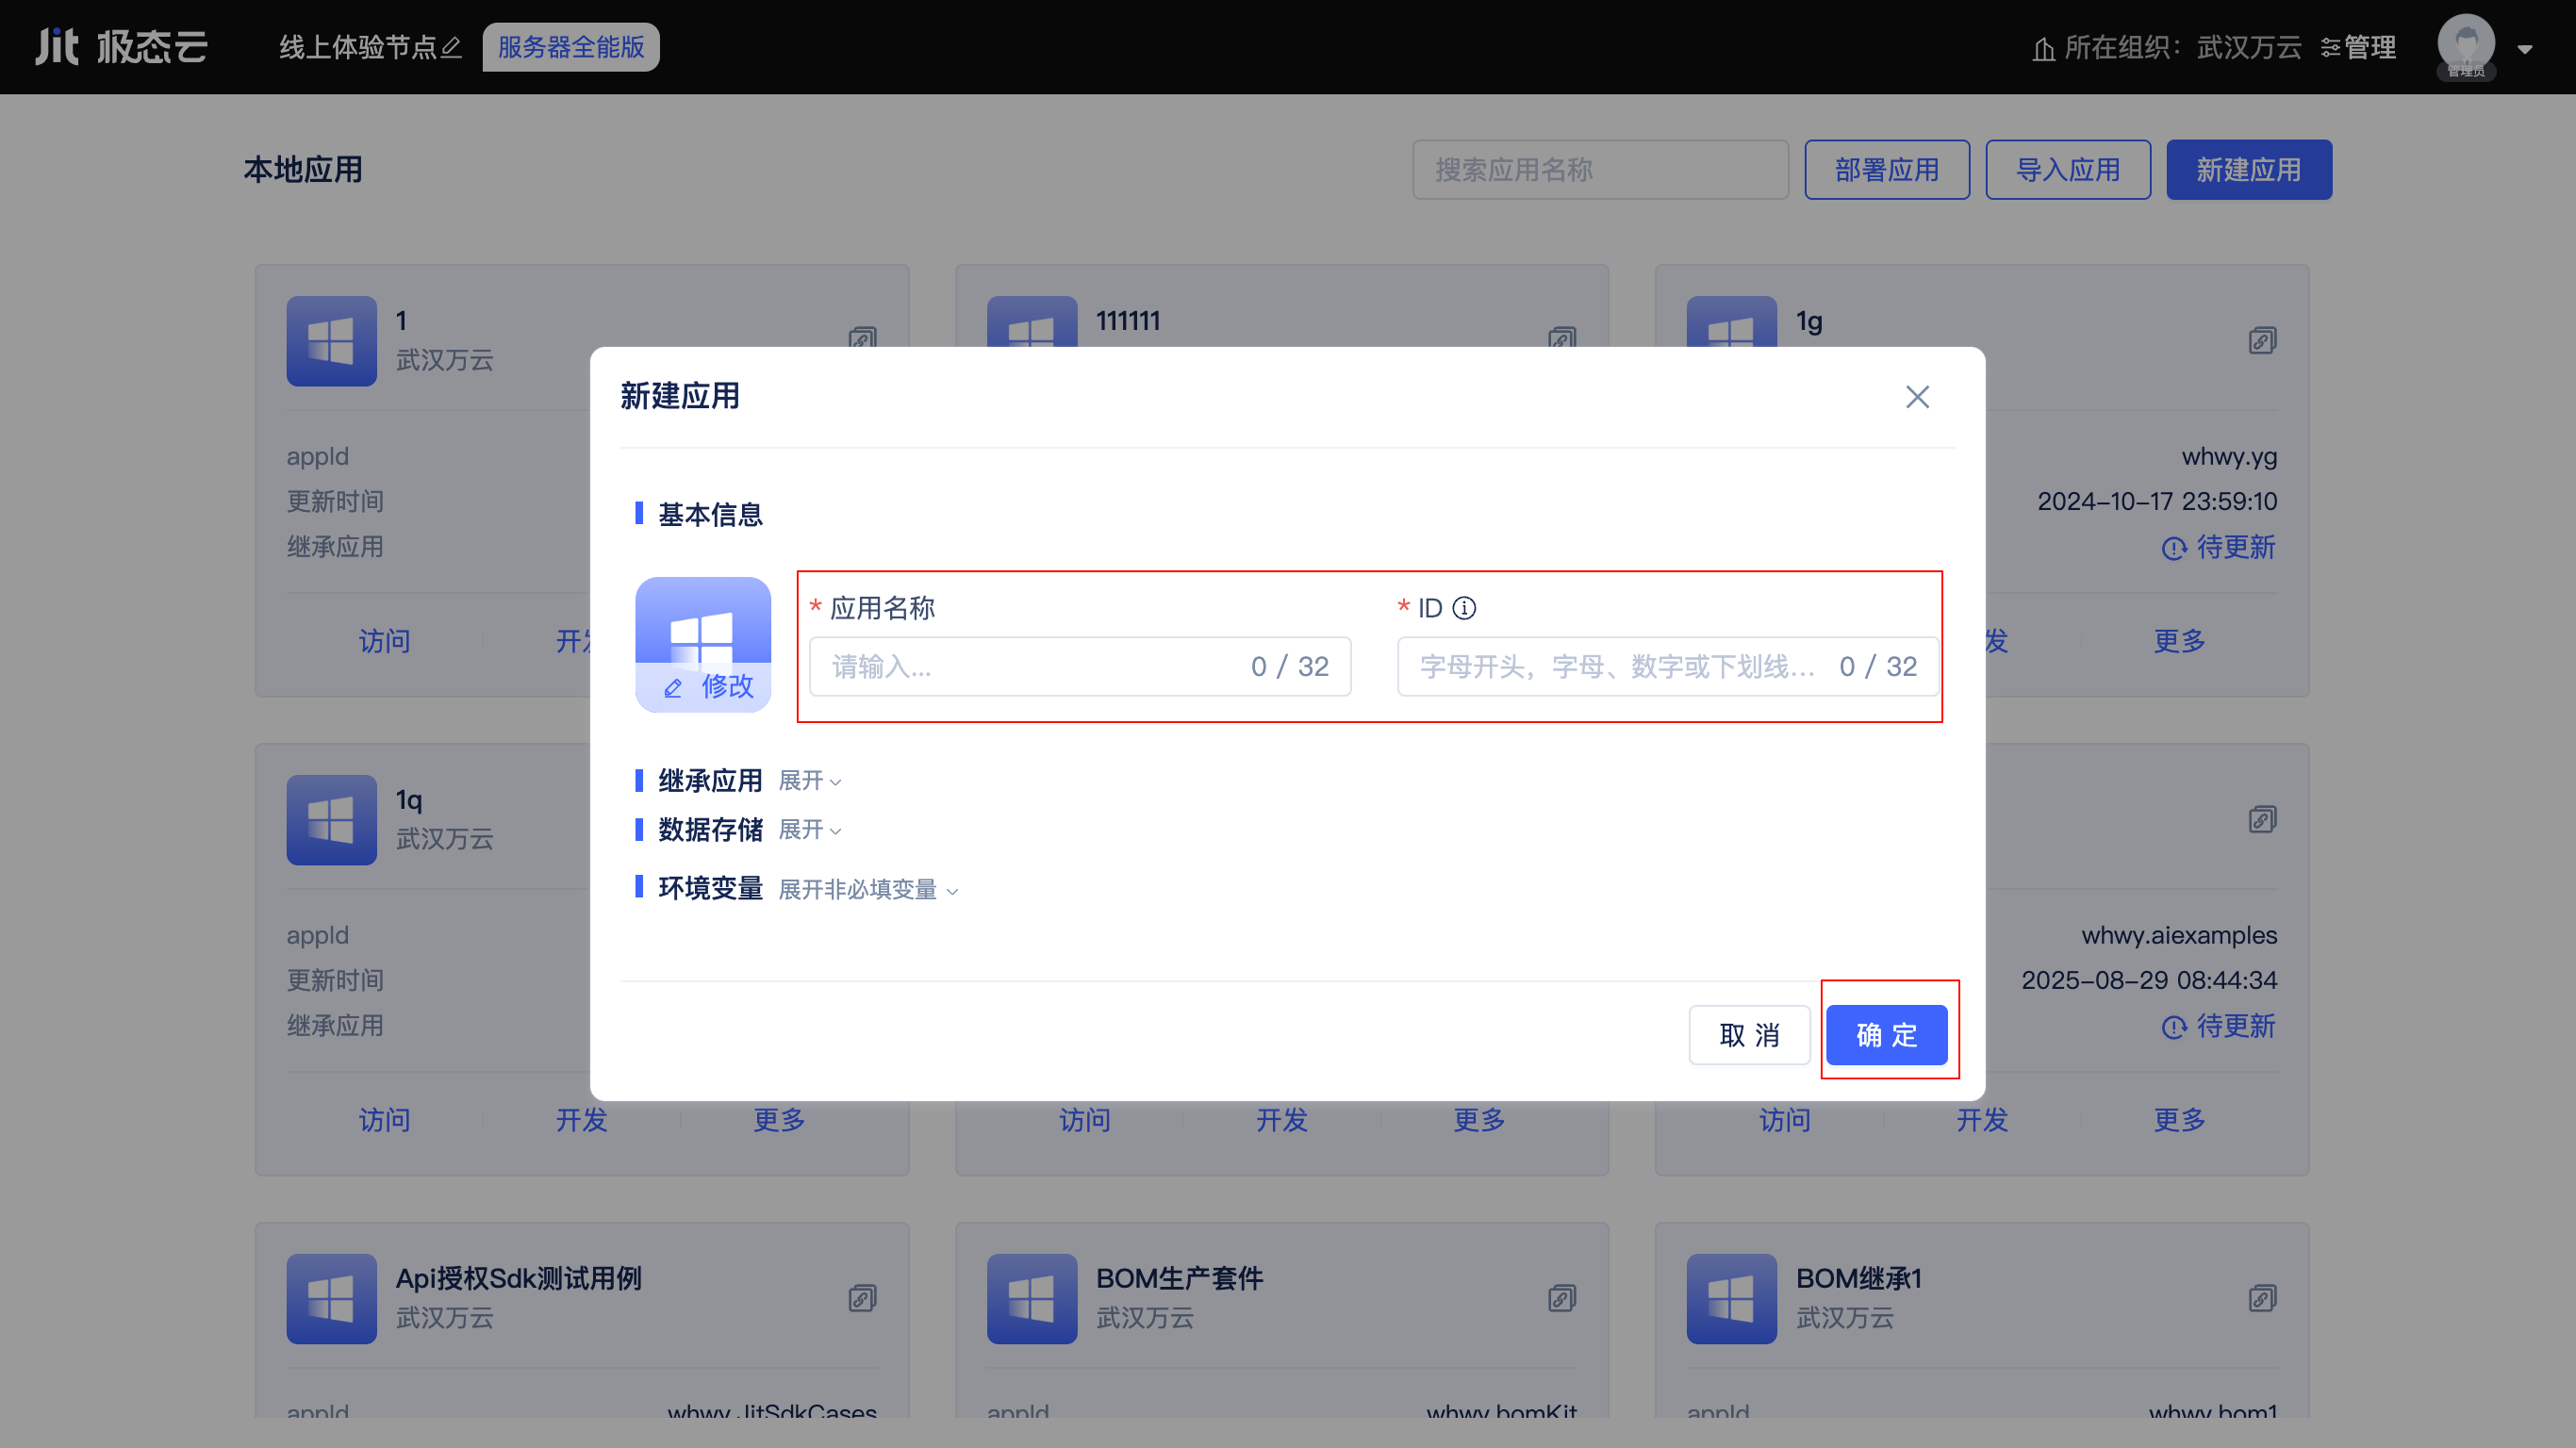 Jit 极态云
线上体验节点
服务器全能版
所在组织：武汉万云
管理
管理员
本地应用
搜索应用名称
部署应用
导入应用
新建应用
1
武汉万云
111111
1g
appId
更新时间
继承应用
whwy.yg
2024-10-17 23:59:10
待更新
访问
更多
新建应用
基本信息
修改
* 应用名称
请输入...
0 / 32
* ID
字母开头，字母、数字或下划线...
0 / 32
继承应用 展开
数据存储 展开
环境变量 展开非必填变量
取 消
确 定
1q
武汉万云
appId
更新时间
继承应用
whwy.aiexamples
2025-08-29 08:44:34
待更新
访问 开发 更多
访问 开发 更多
访问 开发 更多
Api授权Sdk测试用例
武汉万云
BOM生产套件
武汉万云
BOM继承1
武汉万云
appId whwy.JitSdkCases
appId whwy.bomKit
appId whwy.bom1